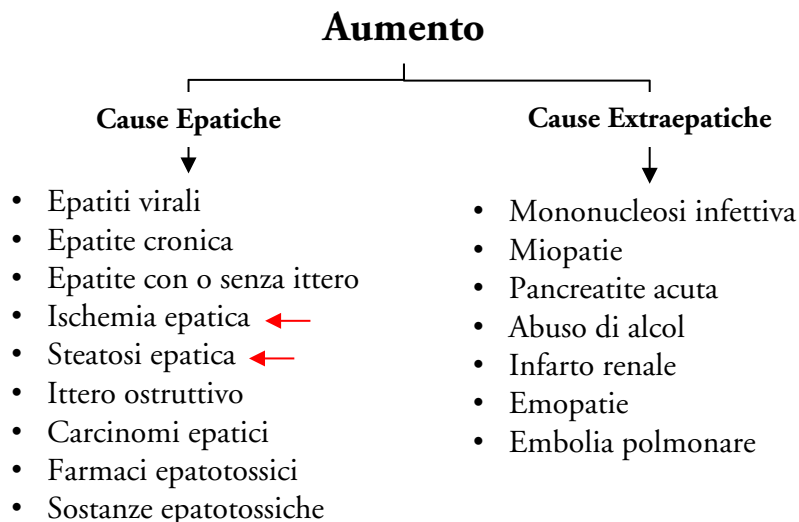 Aumento
Cause Epatiche
• Epatiti virali
• Epatite cronica
• Epatite con o senza ittero
• Ischemia epatica
• Steatosi epatica
• Ittero ostruttivo
• Carcinomi epatici
• Farmaci epatotossici
• Sostanze epatotossiche
Cause Extraepatiche
• Mononucleosi infettiva
• Miopatie
• Pancreatite acuta
• Abuso di alcol
• Infarto renale
• Emopatie
• Embolia polmonare